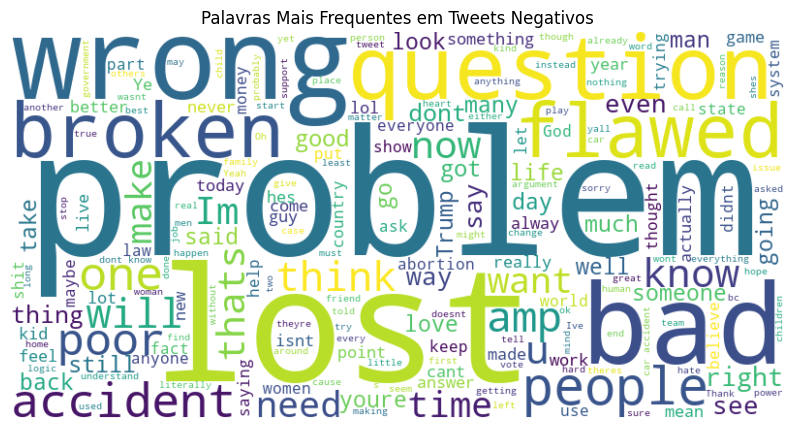 Palavras Mais Frequentes em Tweets Negativos
wrong question
broken flawed
problem
lost bad
accident people
government others may child yet person tweet support kind though already word reason
part Ye better never money look something many dont even man trying year game system
another best true wasnt start place probably lol good put everyone matter heart show now anything either instead play let God nothing state call yall car shes
take live make today Im real men give family Yeah Oh least hes come guy country argument go ask got Trump say life day sorry alway much read thought actually didnt issue asked going
stop law said job case must might change
shit long maybe dont know done happen help abortion way really well know wont everything
thing will one thats woman new two think want world someone believe great hope
kid lot without friend doesnt love ok human bc
home feel poor still fact anyone find told isnt theyre try every point keep made u mind Ive end team car accident children
back logic understand saying women around cause little cant answer first tell vote work hard theres hate right
used literally need youre s seem time getting left use sure mean Thank see power
making
amp